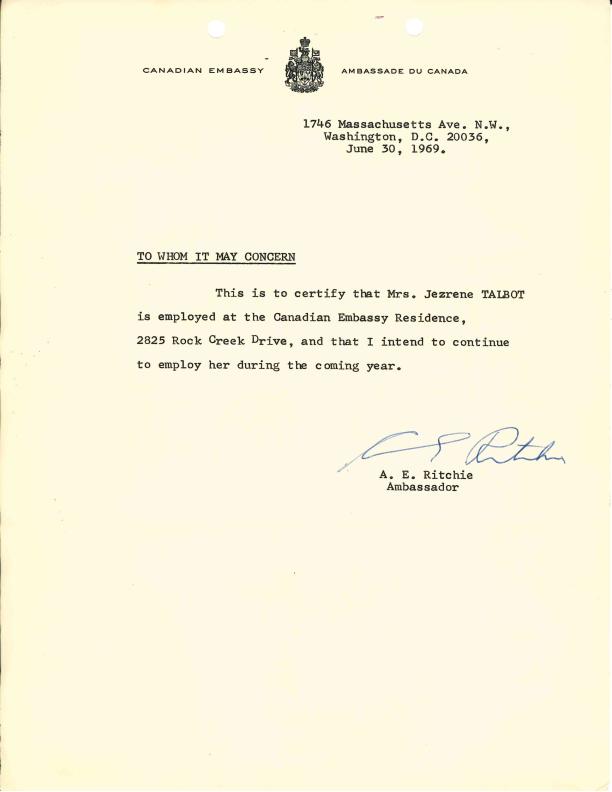 CANADIAN EMBASSY AMBASSADE DU CANADA
1746 Massachusetts Ave. N.W.,
Washington, D.C. 20036,
June 30, 1969.
TO WHOM IT MAY CONCERN
This is to certify that Mrs. Jezrene TALBOT
is employed at the Canadian Embassy Residence,
2825 Rock Creek Drive, and that I intend to continue
to employ her during the coming year.
A E Ritchie
A. E. Ritchie
Ambassador